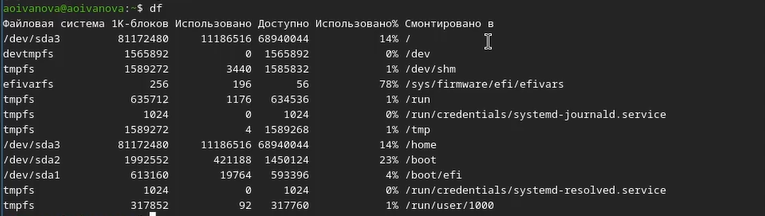 aoivanova@aoivanova:~$ df
Файловая система 1K-блоков Использовано Доступно Использовано% Смонтировано в
/dev/sda3 81172480 11186516 68940044 14% /
devtmpfs 1565892 0 1565892 0% /dev
tmpfs 1589272 3440 1585832 1% /dev/shm
efivarfs 256 196 56 78% /sys/firmware/efi/efivars
tmpfs 635712 1176 634536 1% /run
tmpfs 1024 0 1024 0% /run/credentials/systemd-journald.service
tmpfs 1589272 4 1589268 1% /tmp
/dev/sda3 81172480 11186516 68940044 14% /home
/dev/sda2 1992552 421188 1450124 23% /boot
/dev/sda1 613160 19764 593396 4% /boot/efi
tmpfs 1024 0 1024 0% /run/credentials/systemd-resolved.service
tmpfs 317852 92 317760 1% /run/user/1000